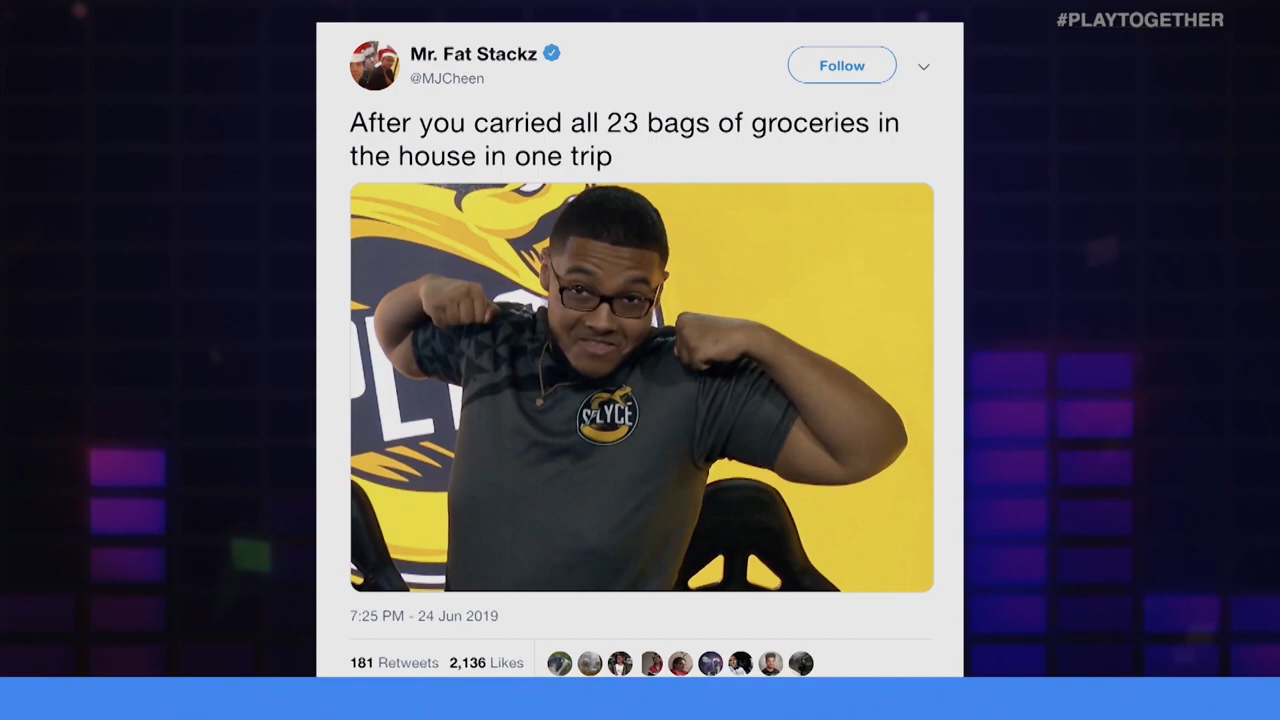 #PLAYTOGETHER
Mr. Fat Stackz
@MJCheen
Follow
After you carried all 23 bags of groceries in
the house in one trip
SPLYCE
7:25 PM - 24 Jun 2019
181 Retweets 2,136 Likes